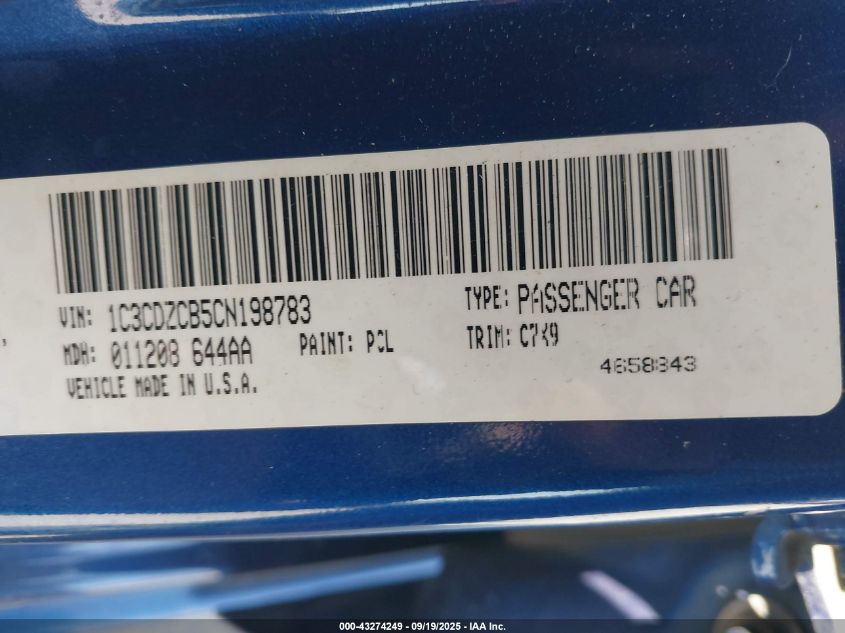 VIN: 1C3CDZCB5CN198783
TYPE: PASSENGER CAR
MDH: 011208 644AA
PAINT: PCL
TRIM: C7X9
VEHICLE MADE IN U.S.A.
4658843
000-43274249 - 09/19/2025 - IAA Inc.